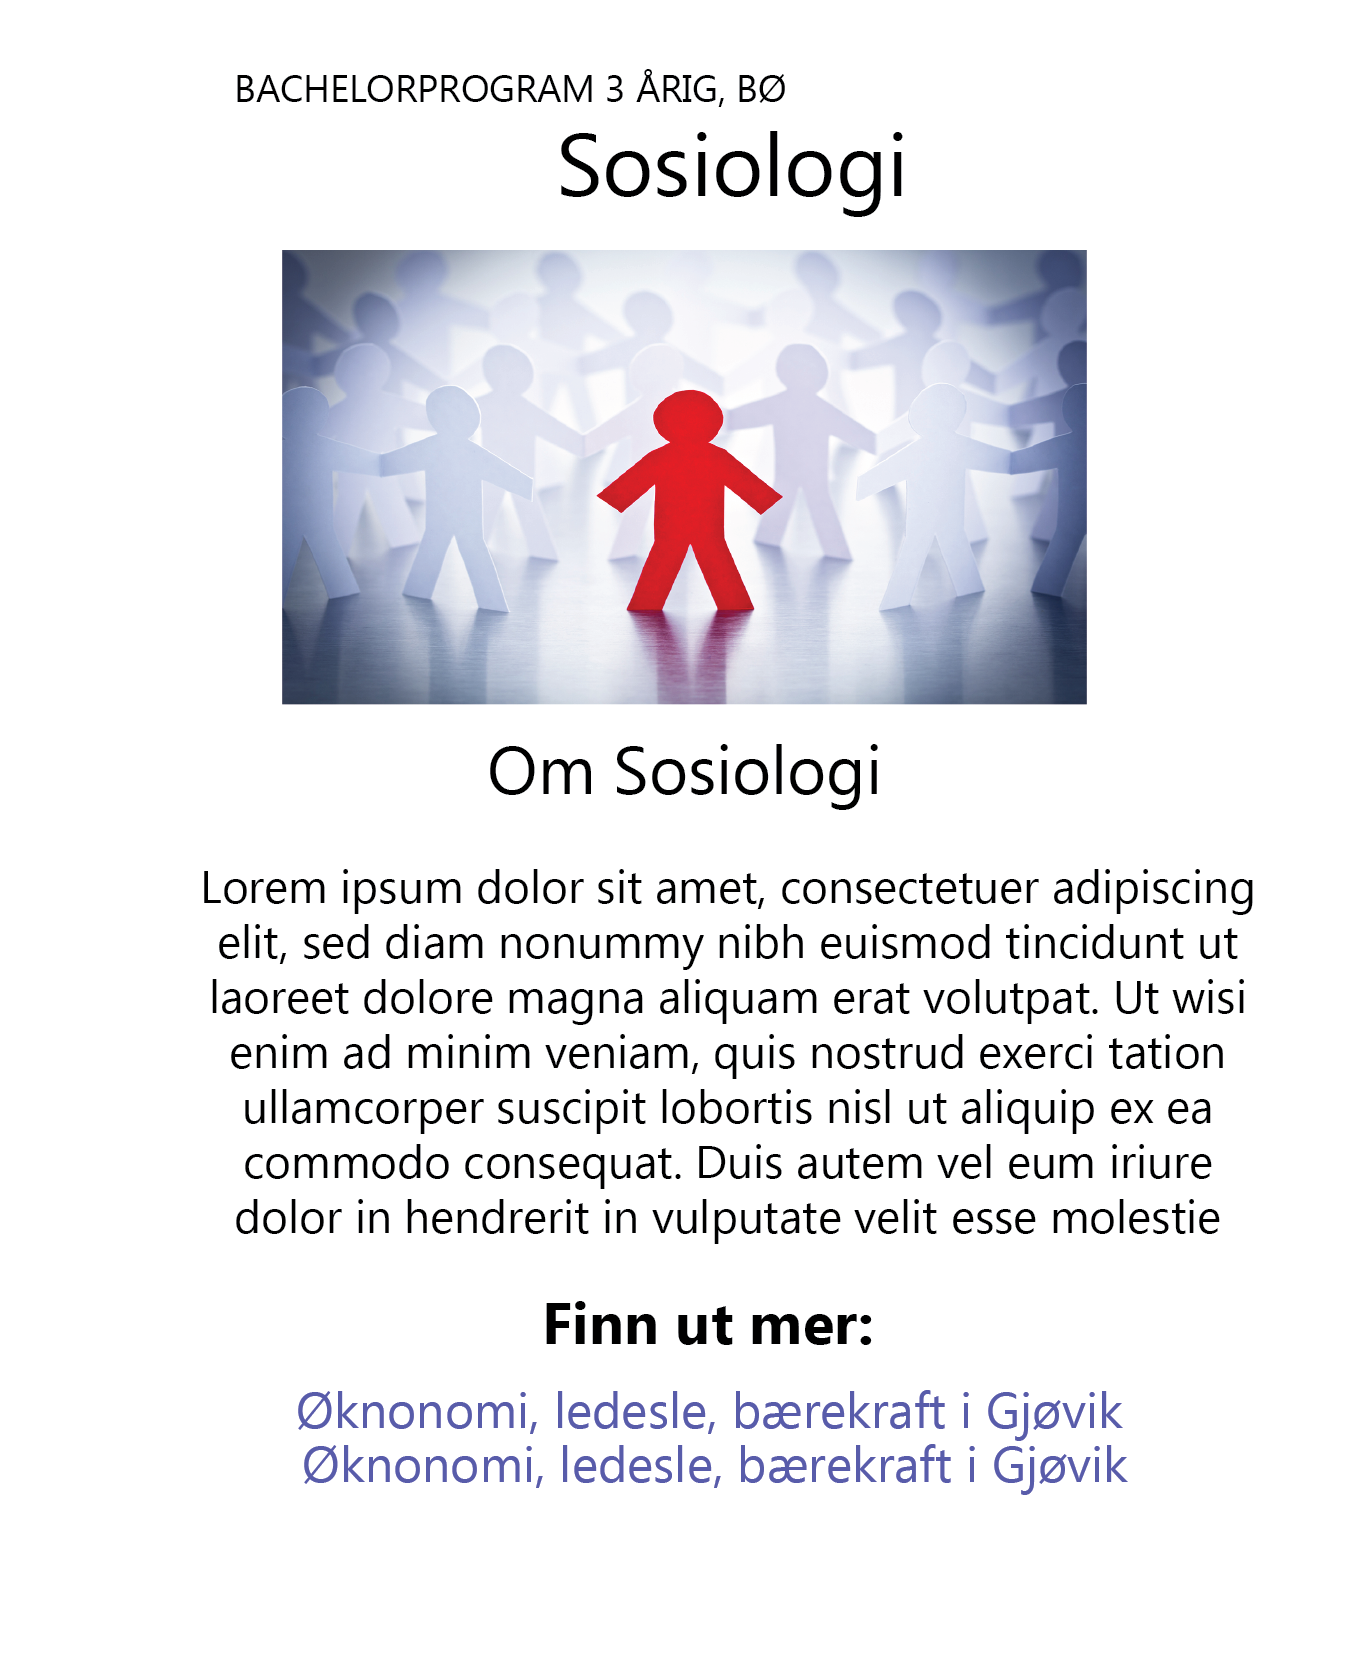 BACHELORPROGRAM 3 ÅRIG, BØ
Sosiologi
Om Sosiologi
Lorem ipsum dolor sit amet, consectetuer adipiscing
elit, sed diam nonummy nibh euismod tincidunt ut
laoreet dolore magna aliquam erat volutpat. Ut wisi
enim ad minim veniam, quis nostrud exerci tation
ullamcorper suscipit lobortis nisl ut aliquip ex ea
commodo consequat. Duis autem vel eum iriure
dolor in hendrerit in vulputate velit esse molestie
Finn ut mer:
Øknonomi, ledesle, bærekraft i Gjøvik
Øknonomi, ledesle, bærekraft i Gjøvik